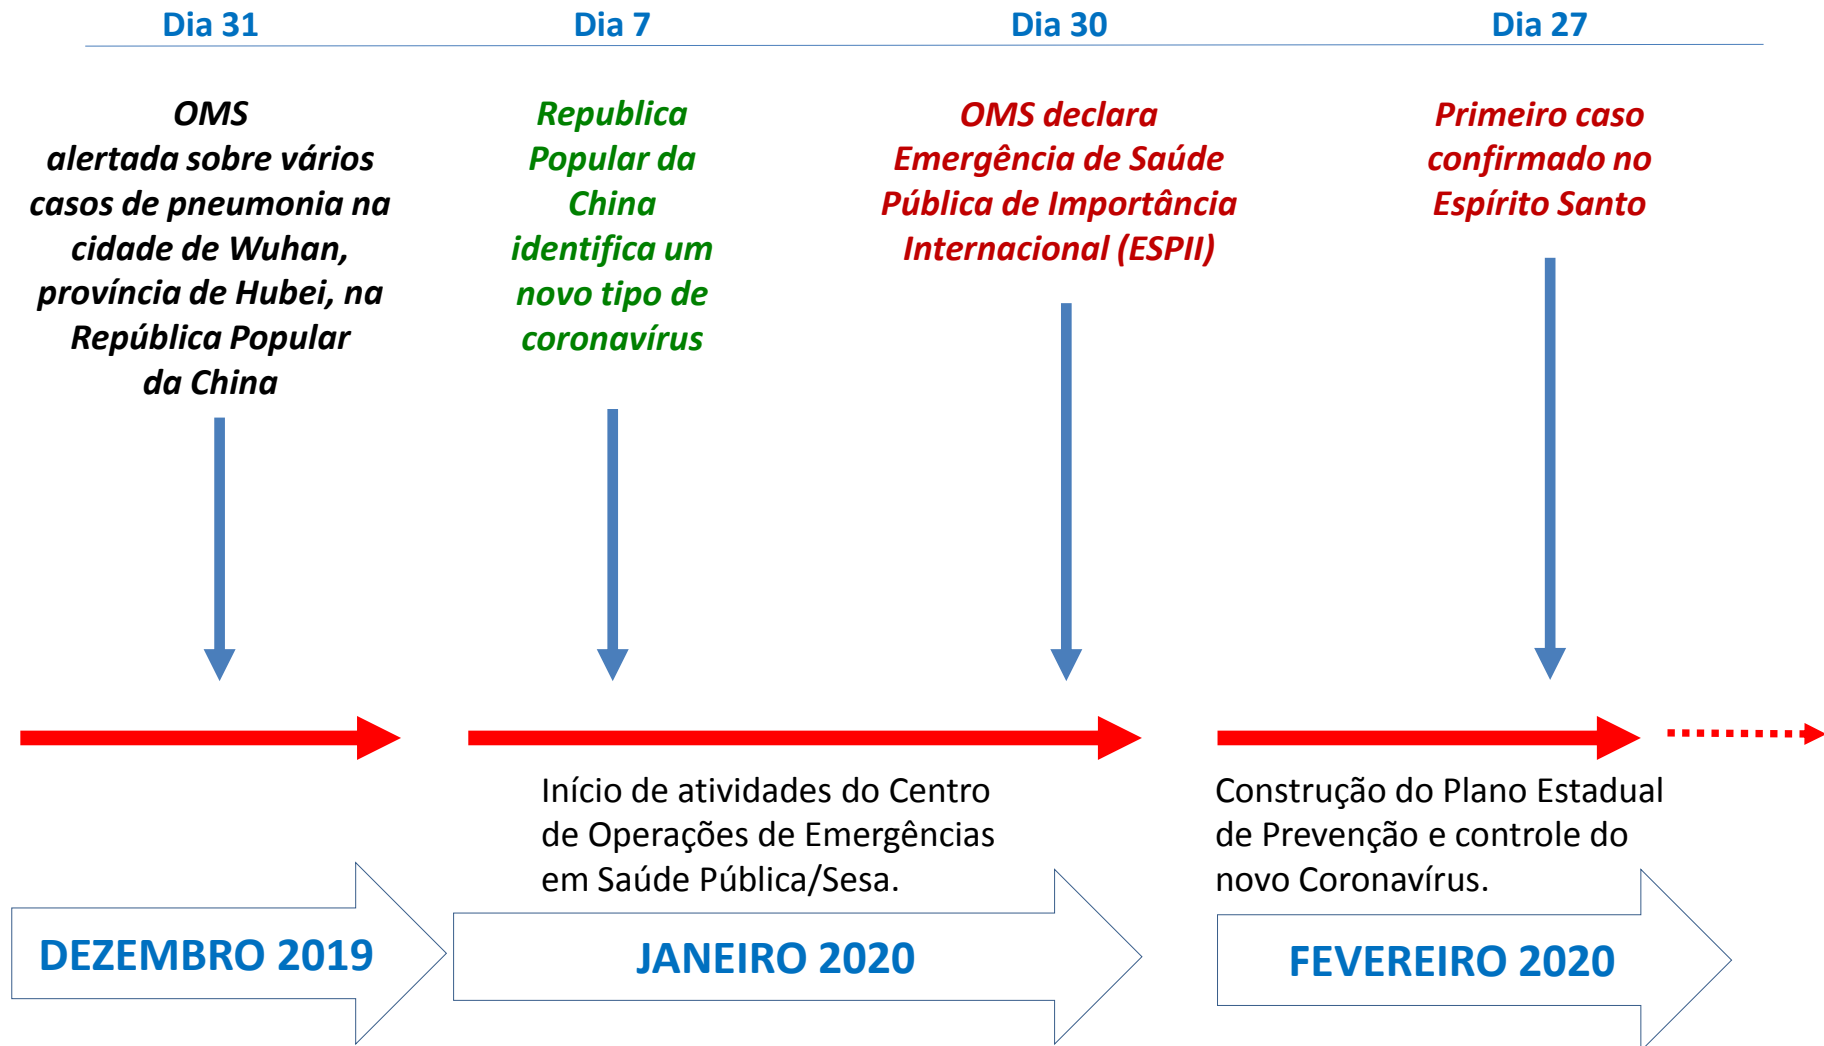 Dia 31
Dia 7
Dia 30
Dia 27
OMS
alertada sobre vários
casos de pneumonia na
cidade de Wuhan,
província de Hubei, na
República Popular
da China
Republica
Popular da
China
identifica um
novo tipo de
coronavírus
OMS declara
Emergência de Saúde
Pública de Importância
Internacional (ESPII)
Primeiro caso
confirmado no
Espírito Santo
Início de atividades do Centro
de Operações de Emergências
em Saúde Pública/Sesa.
Construção do Plano Estadual
de Prevenção e controle do
novo Coronavírus.
DEZEMBRO 2019
JANEIRO 2020
FEVEREIRO 2020